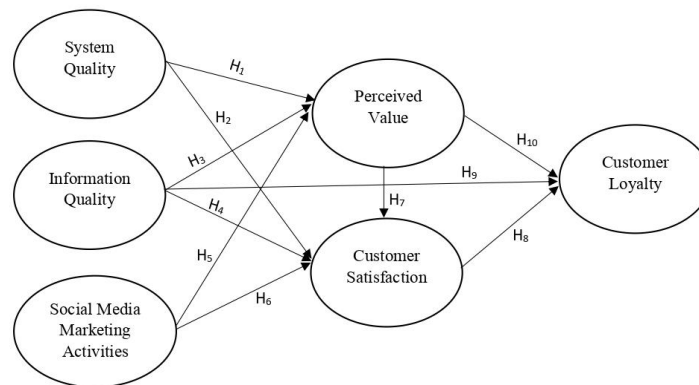 System
Quality
H1
H2
Perceived
Value
H3
H10
Customer
Loyalty
Information
Quality
H9
H4
H7
H5
Customer
Satisfaction
H8
H6
Social Media
Marketing
Activities